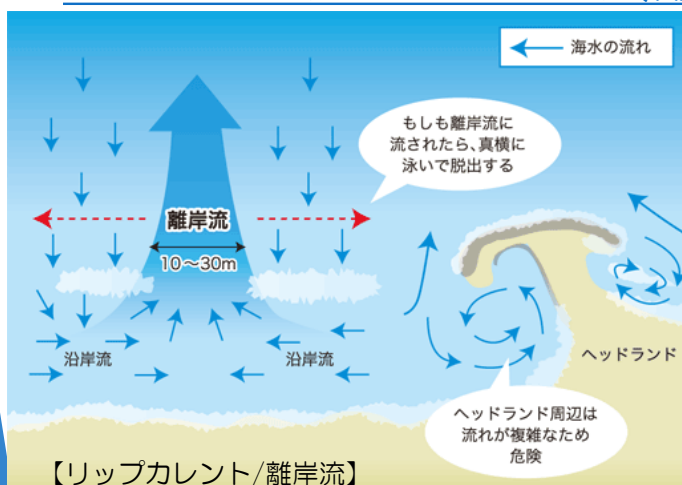 海水の流れ
もしも離岸流に
流されたら、真横に
泳いで脱出する
離岸流
10～30m
沿岸流
沿岸流
ヘッドランド
ヘッドランド周辺は
流れが複雑なため
危険
【リップカレント/離岸流】